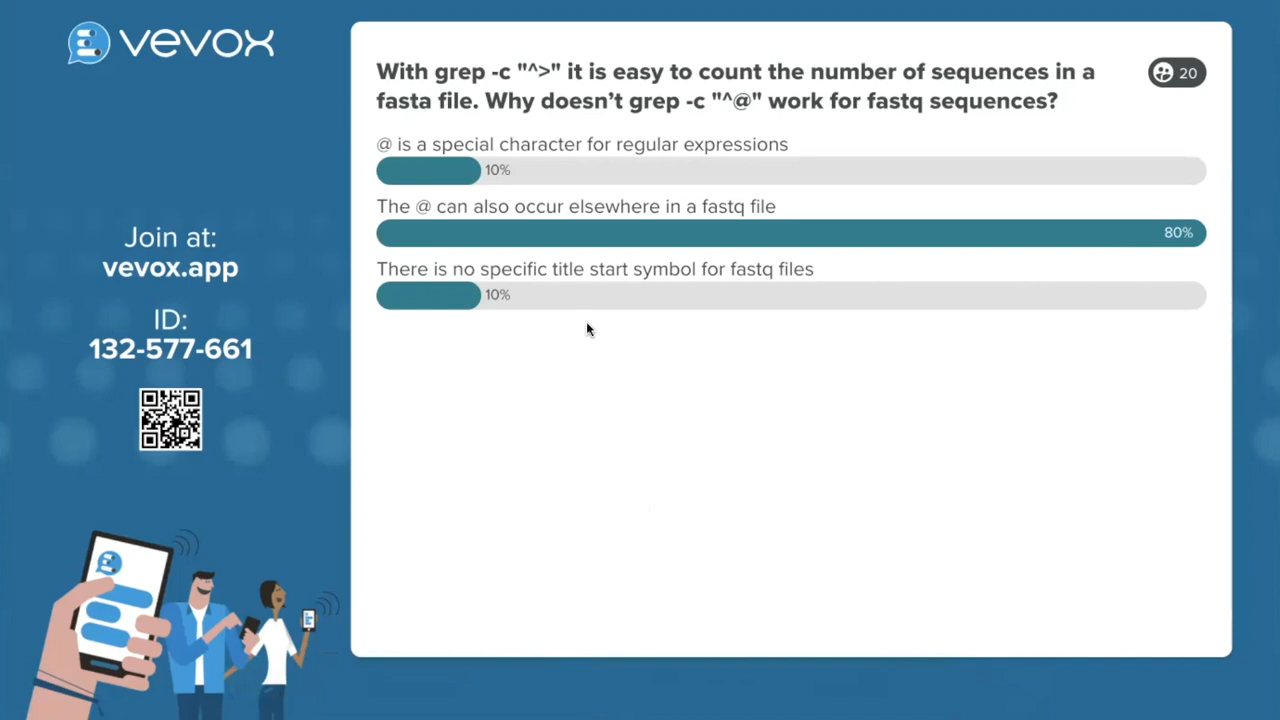 vevox
With grep -c "^>" it is easy to count the number of sequences in a
fasta file. Why doesn’t grep -c "^@" work for fastq sequences?
20
@ is a special character for regular expressions
10%
The @ can also occur elsewhere in a fastq file
80%
There is no specific title start symbol for fastq files
10%
Join at:
vevox.app
ID:
132-577-661